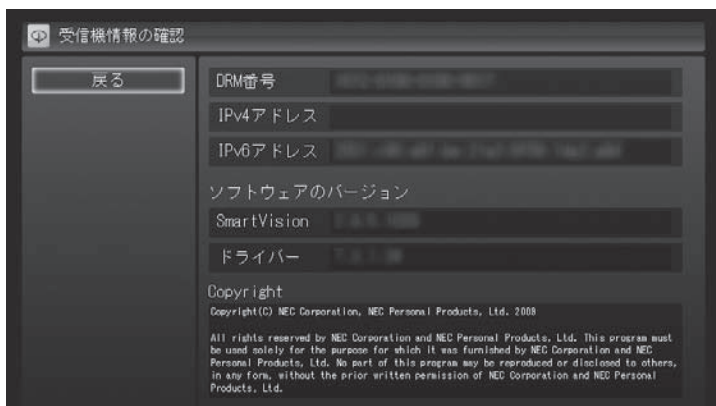 受信機情報の確認
戻る
DRM番号
IPv4アドレス
IPv6アドレス
ソフトウェアのバージョン
SmartVision
ドライバー
Copyright
Copyright(C) NEC Corporation, NEC Personal Products, Ltd. 2008
All rights reserved by NEC Corporation and NEC Personal Products, Ltd. This program must
be used solely for the purpose for which it was furnished by NEC Corporation and NEC
Personal Products, Ltd. No part of this program may be reproduced or disclosed to others,
in any form, without the prior written permission of NEC Corporation and NEC Personal
Products, Ltd.